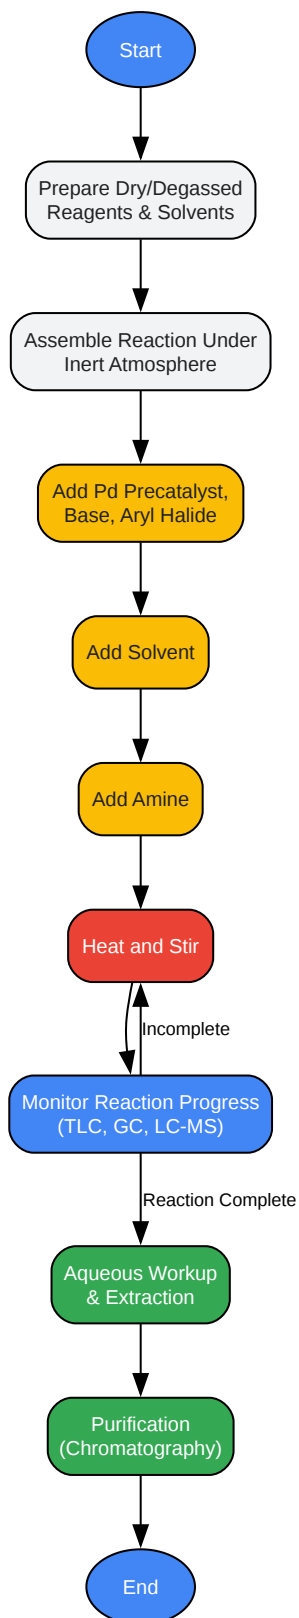 Start
Prepare Dry/Degassed
Reagents & Solvents
Assemble Reaction Under
Inert Atmosphere
Add Pd Precatalyst,
Base, Aryl Halide
Add Solvent
Add Amine
Heat and Stir
Incomplete
Monitor Reaction Progress
(TLC, GC, LC-MS)
Reaction Complete
Aqueous Workup
& Extraction
Purification
(Chromatography)
End